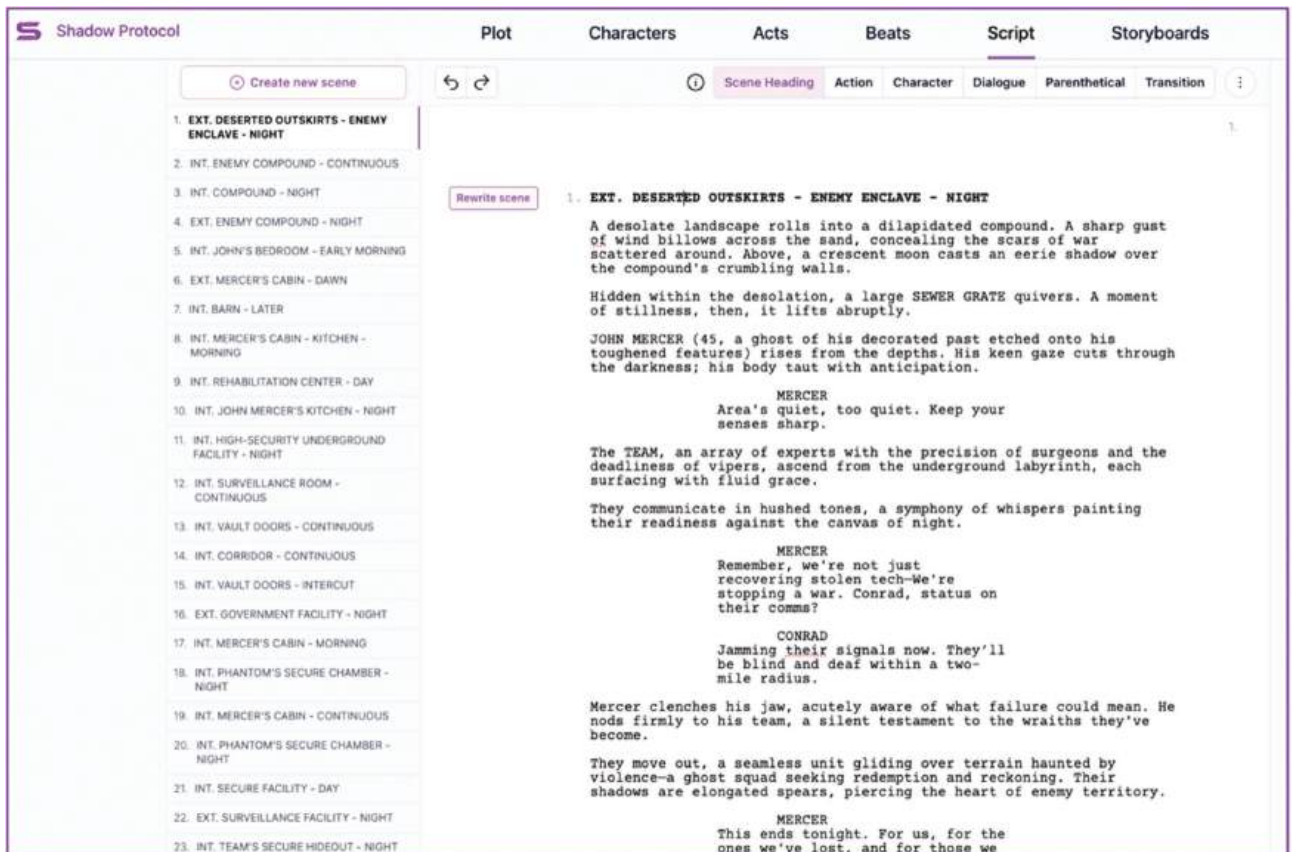 Shadow Protocol
Plot
Characters
Acts
Beats
Script
Storyboards
Create new scene
Scene Heading
Action
Character
Dialogue
Parenthetical
Transition
1. EXT. DESERTED OUTSKIRTS - ENEMY
ENCLAVE - NIGHT
2. INT. ENEMY COMPOUND - CONTINUOUS
3. INT. COMPOUND - NIGHT
4. EXT. ENEMY COMPOUND - NIGHT
5. INT. JOHN'S BEDROOM - EARLY MORNING
6. EXT. MERCER'S CABIN - DAWN
7. INT. BARN - LATER
8. INT. MERCER'S CABIN - KITCHEN -
MORNING
9. INT. REHABILITATION CENTER - DAY
10. INT. JOHN MERCER'S KITCHEN - NIGHT
11. INT. HIGH-SECURITY UNDERGROUND
FACILITY - NIGHT
12. INT. SURVEILLANCE ROOM -
CONTINUOUS
13. INT. VAULT DOORS - CONTINUOUS
14. INT. CORRIDOR - CONTINUOUS
15. INT. VAULT DOORS - INTERCUT
16. EXT. GOVERNMENT FACILITY - NIGHT
17. INT. MERCER'S CABIN - MORNING
18. INT. PHANTOM'S SECURE CHAMBER -
NIGHT
19. INT. MERCER'S CABIN - CONTINUOUS
20. INT. PHANTOM'S SECURE CHAMBER -
NIGHT
21. INT. SECURE FACILITY - DAY
22. EXT. SURVEILLANCE FACILITY - NIGHT
23. INT. TEAM'S SECURE HIDEOUT - NIGHT
1.
Rewrite scene
1. EXT. DESERTED OUTSKIRTS - ENEMY ENCLAVE - NIGHT
A desolate landscape rolls into a dilapidated compound. A sharp gust
of wind billows across the sand, concealing the scars of war
scattered around. Above, a crescent moon casts an eerie shadow over
the compound's crumbling walls.
Hidden within the desolation, a large SEWER GRATE quivers. A moment
of stillness, then, it lifts abruptly.
JOHN MERCER (45, a ghost of his decorated past etched onto his
toughened features) rises from the depths. His keen gaze cuts through
the darkness; his body taut with anticipation.
MERCER
Area's quiet, too quiet. Keep your
senses sharp.
The TEAM, an array of experts with the precision of surgeons and the
deadliness of vipers, ascend from the underground labyrinth, each
surfacing with fluid grace.
They communicate in hushed tones, a symphony of whispers painting
their readiness against the canvas of night.
MERCER
Remember, we're not just
recovering stolen tech—We're
stopping a war. Conrad, status on
their comms?
CONRAD
Jamming their signals now. They'll
be blind and deaf within a two-
mile radius.
Mercer clenches his jaw, acutely aware of what failure could mean. He
nods firmly to his team, a silent testament to the wraiths they've
become.
They move out, a seamless unit gliding over terrain haunted by
violence—a ghost squad seeking redemption and reckoning. Their
shadows are elongated spears, piercing the heart of enemy territory.
MERCER
This ends tonight. For us, for the
ones we've lost, and for those we